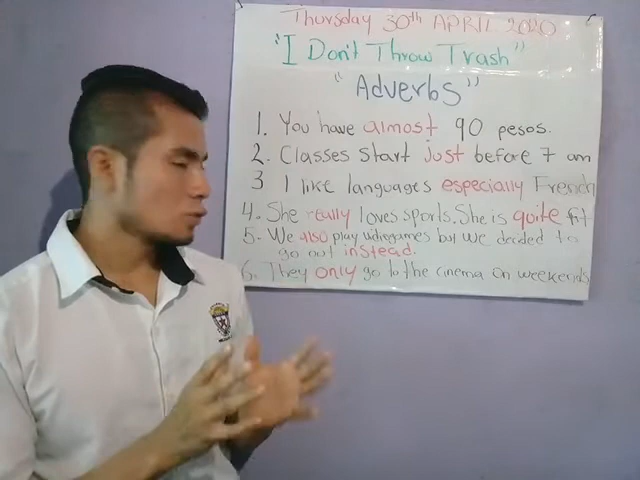 Thursday 30th APRIL 2020
"I Don't Throw Trash"
"Adverbs"
1. You have almost 90 pesos.
2. Classes start just before 7 am
3 I like languages especially French
4. She really loves sports. She is quite fit
5. We also play videogames but we decided to
go out instead.
6. They only go to the cinema on weekends